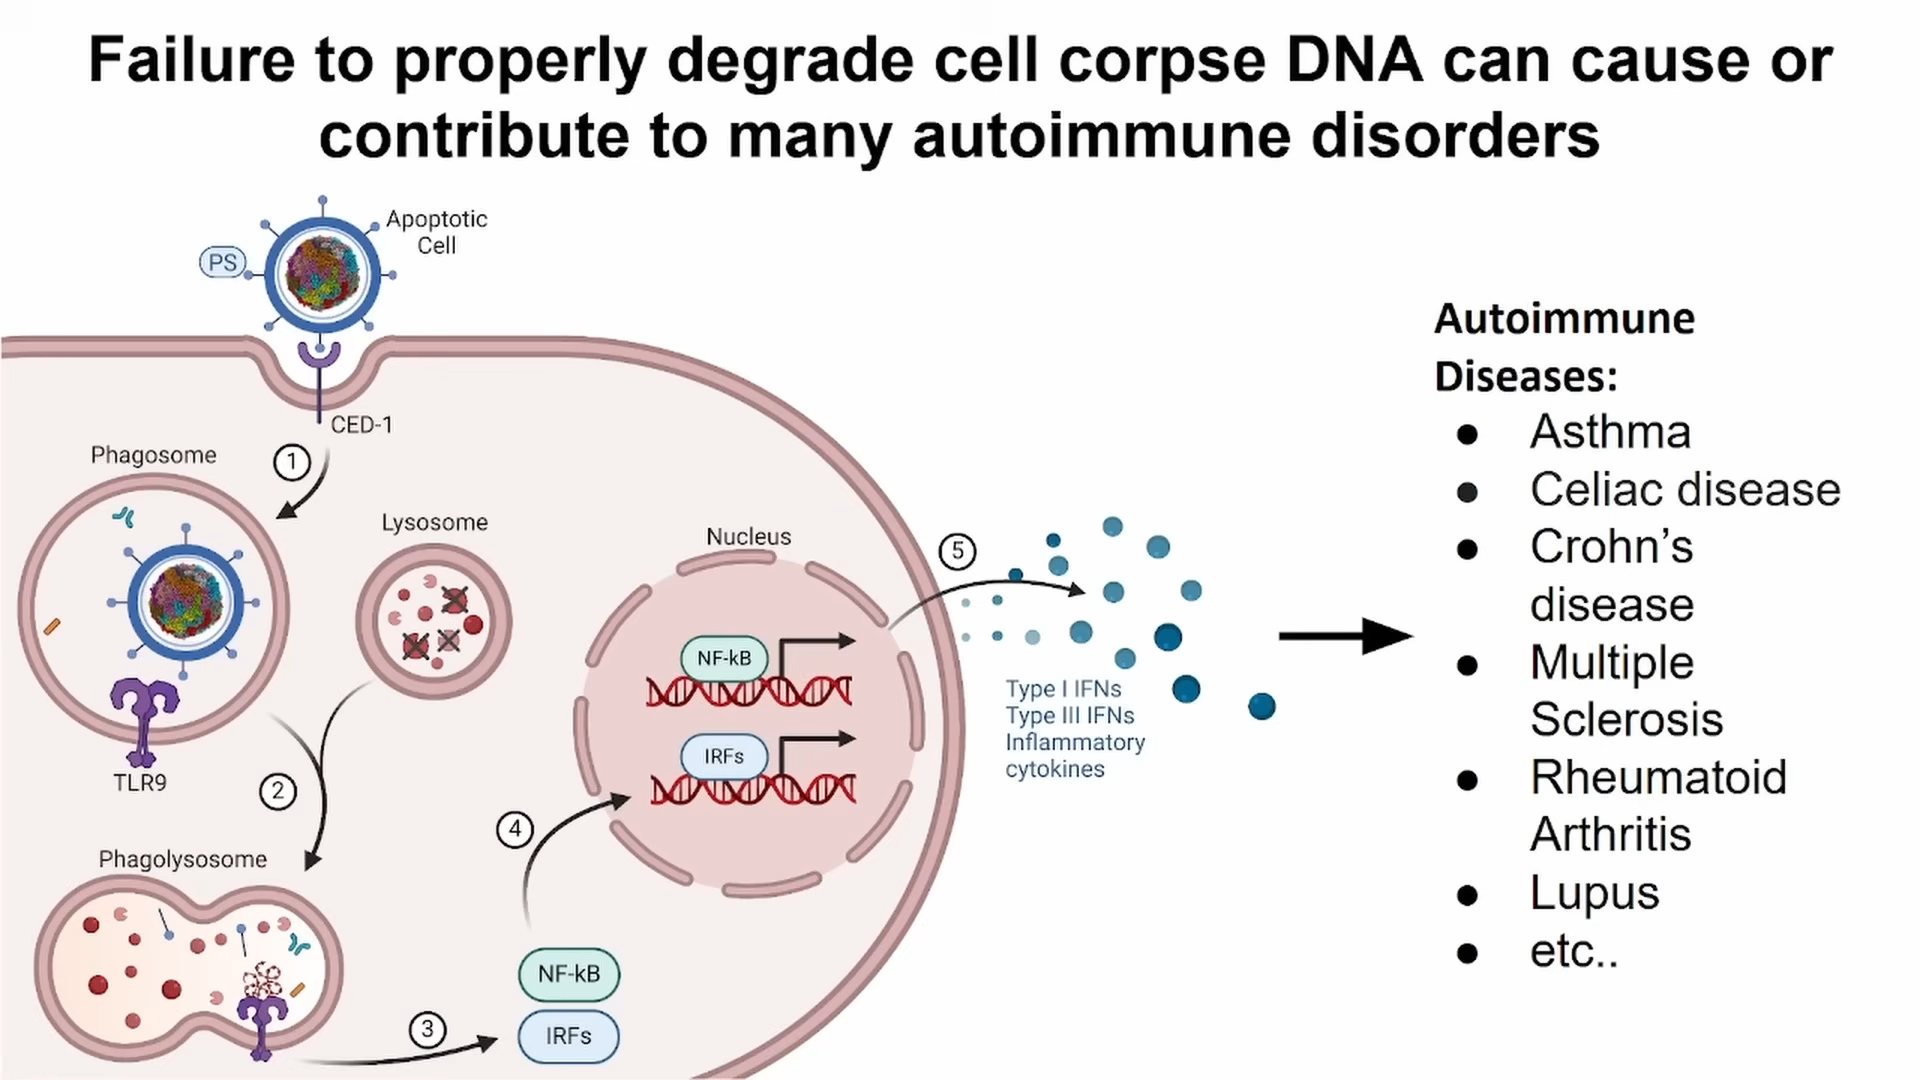 Failure to properly degrade cell corpse DNA can cause or
contribute to many autoimmune disorders
Apoptotic
Cell
PS
CED-1
Phagosome
1
Lysosome
Nucleus
5
NF-kB
IRFs
Type I IFNs
Type III IFNs
Inflammatory
cytokines
TLR9
2
4
Phagolysosome
NF-kB
IRFs
3
Autoimmune
Diseases:
● Asthma
● Celiac disease
● Crohn’s
disease
● Multiple
Sclerosis
● Rheumatoid
Arthritis
● Lupus
● etc..